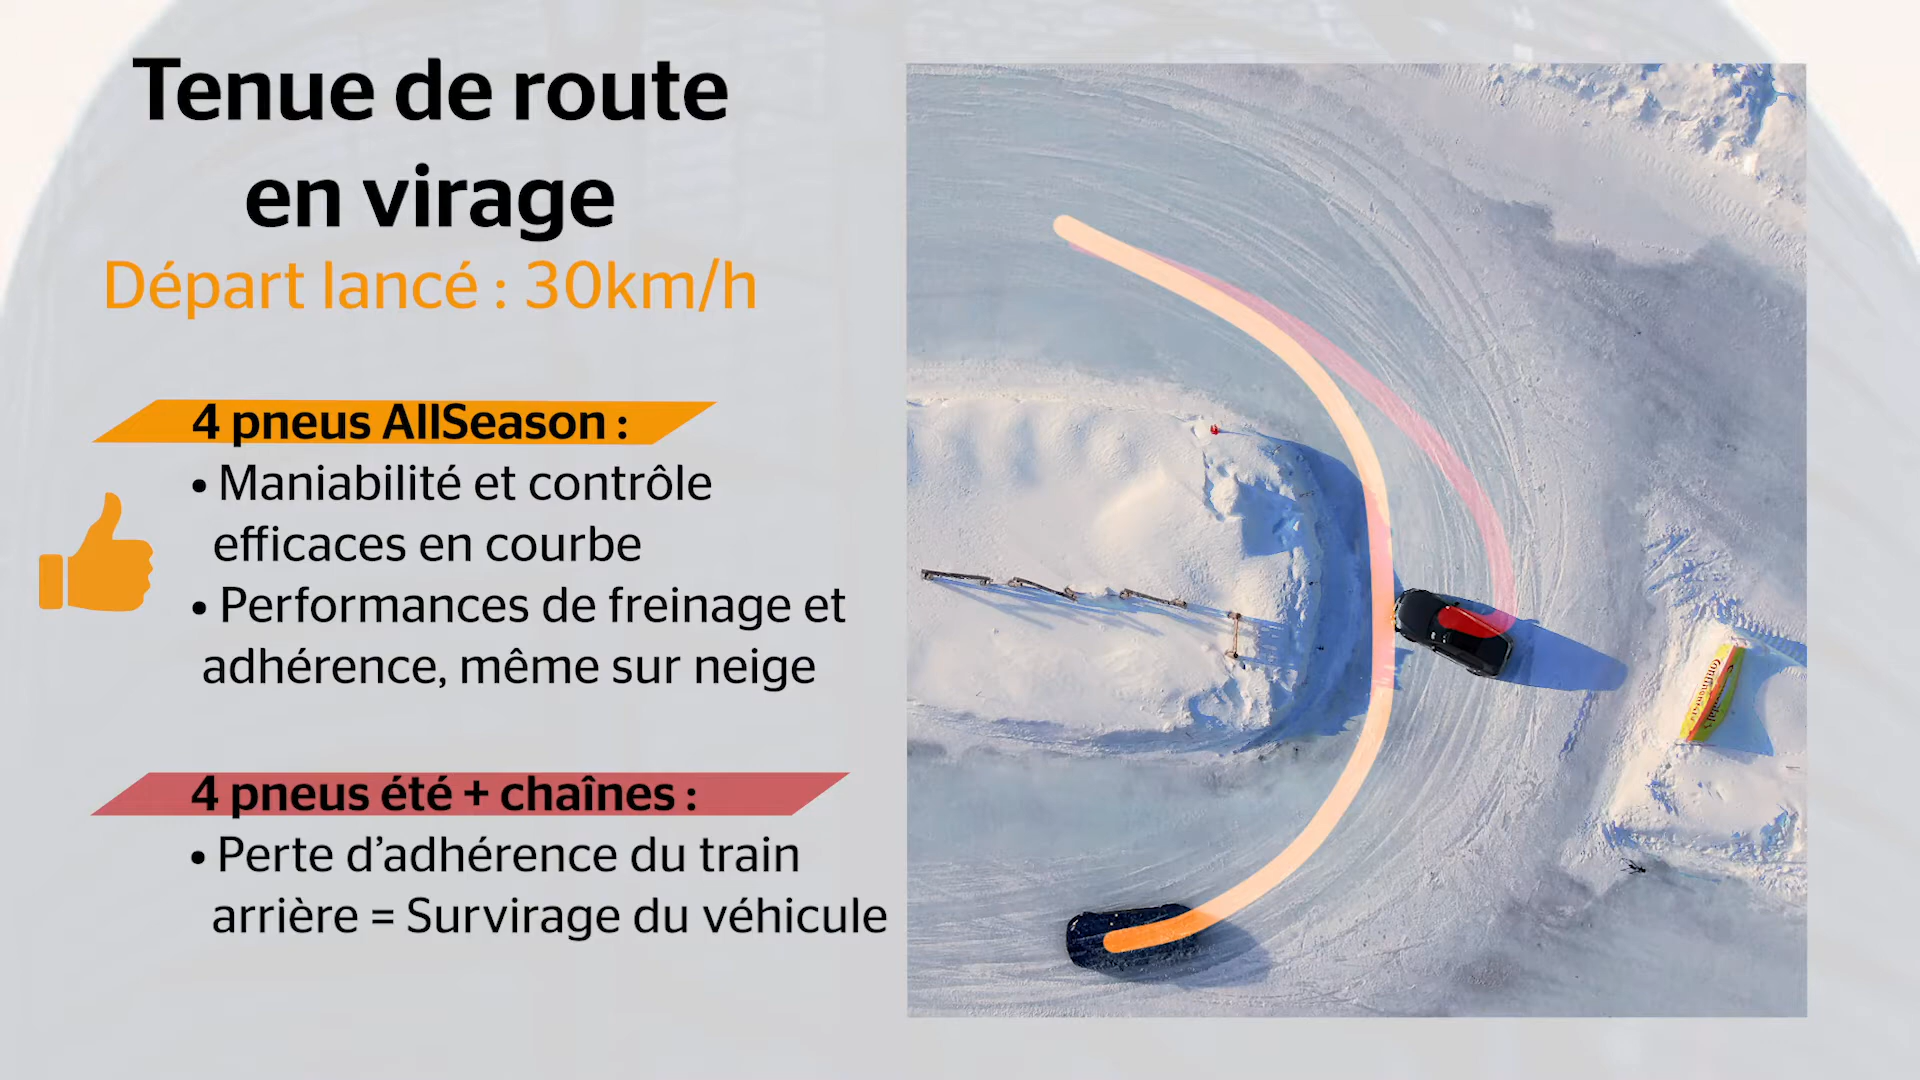 Tenue de route
en virage
Départ lancé : 30km/h
4 pneus AllSeason :
• Maniabilité et contrôle
efficaces en courbe
• Performances de freinage et
adhérence, même sur neige
4 pneus été + chaînes :
• Perte d’adhérence du train
arrière = Survirage du véhicule